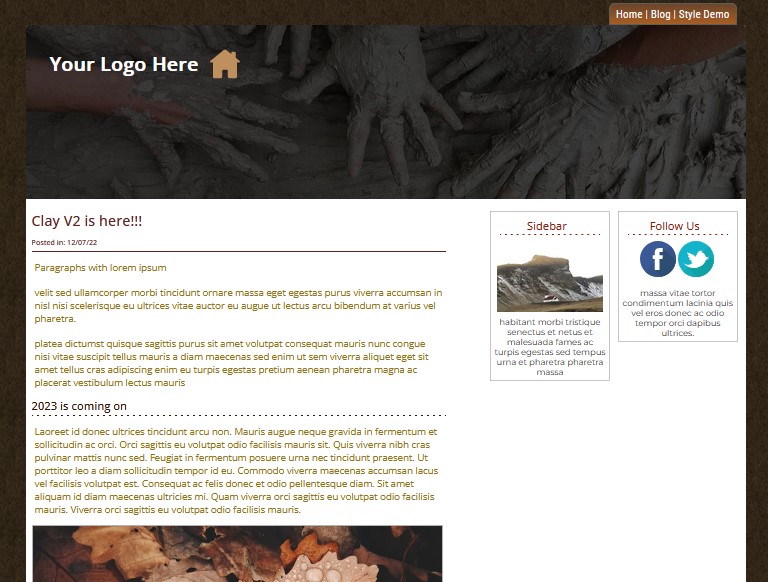 Home | Blog | Style Demo
Your Logo Here
Clay V2 is here!!!
Posted in: 12/07/22
Paragraphs with lorem ipsum
velit sed ullamcorper morbi tincidunt ornare massa eget egestas purus viverra accumsan in
nisl nisi scelerisque eu ultrices vitae auctor eu augue ut lectus arcu bibendum at varius vel
pharetra.
platea dictumst quisque sagittis purus sit amet volutpat consequat mauris nunc congue
nisi vitae suscipit tellus mauris a diam maecenas sed enim ut sem viverra aliquet eget sit
amet tellus cras adipiscing enim eu turpis egestas pretium aenean pharetra magna ac
placerat vestibulum lectus mauris
2023 is coming on
Laoreet id donec ultrices tincidunt arcu non. Mauris augue neque gravida in fermentum et
sollicitudin ac orci. Orci sagittis eu volutpat odio facilisis mauris sit. Quis viverra nibh cras
pulvinar mattis nunc sed. Feugiat in fermentum posuere urna nec tincidunt praesent. Ut
porttitor leo a diam sollicitudin tempor id eu. Commodo viverra maecenas accumsan lacus
vel facilisis volutpat est. Consequat ac felis donec et odio pellentesque diam. Sit amet
aliquam id diam maecenas ultricies mi. Quam viverra orci sagittis eu volutpat odio facilisis
mauris. Viverra orci sagittis eu volutpat odio facilisis mauris.
Sidebar
habitant morbi tristique
senectus et netus et
malesuada fames ac
turpis egestas sed tempus
urna et pharetra pharetra
massa
Follow Us
f
massa vitae tortor
condimentum lacinia quis
vel eros donec ac odio
tempor orci dapibus
ultrices.